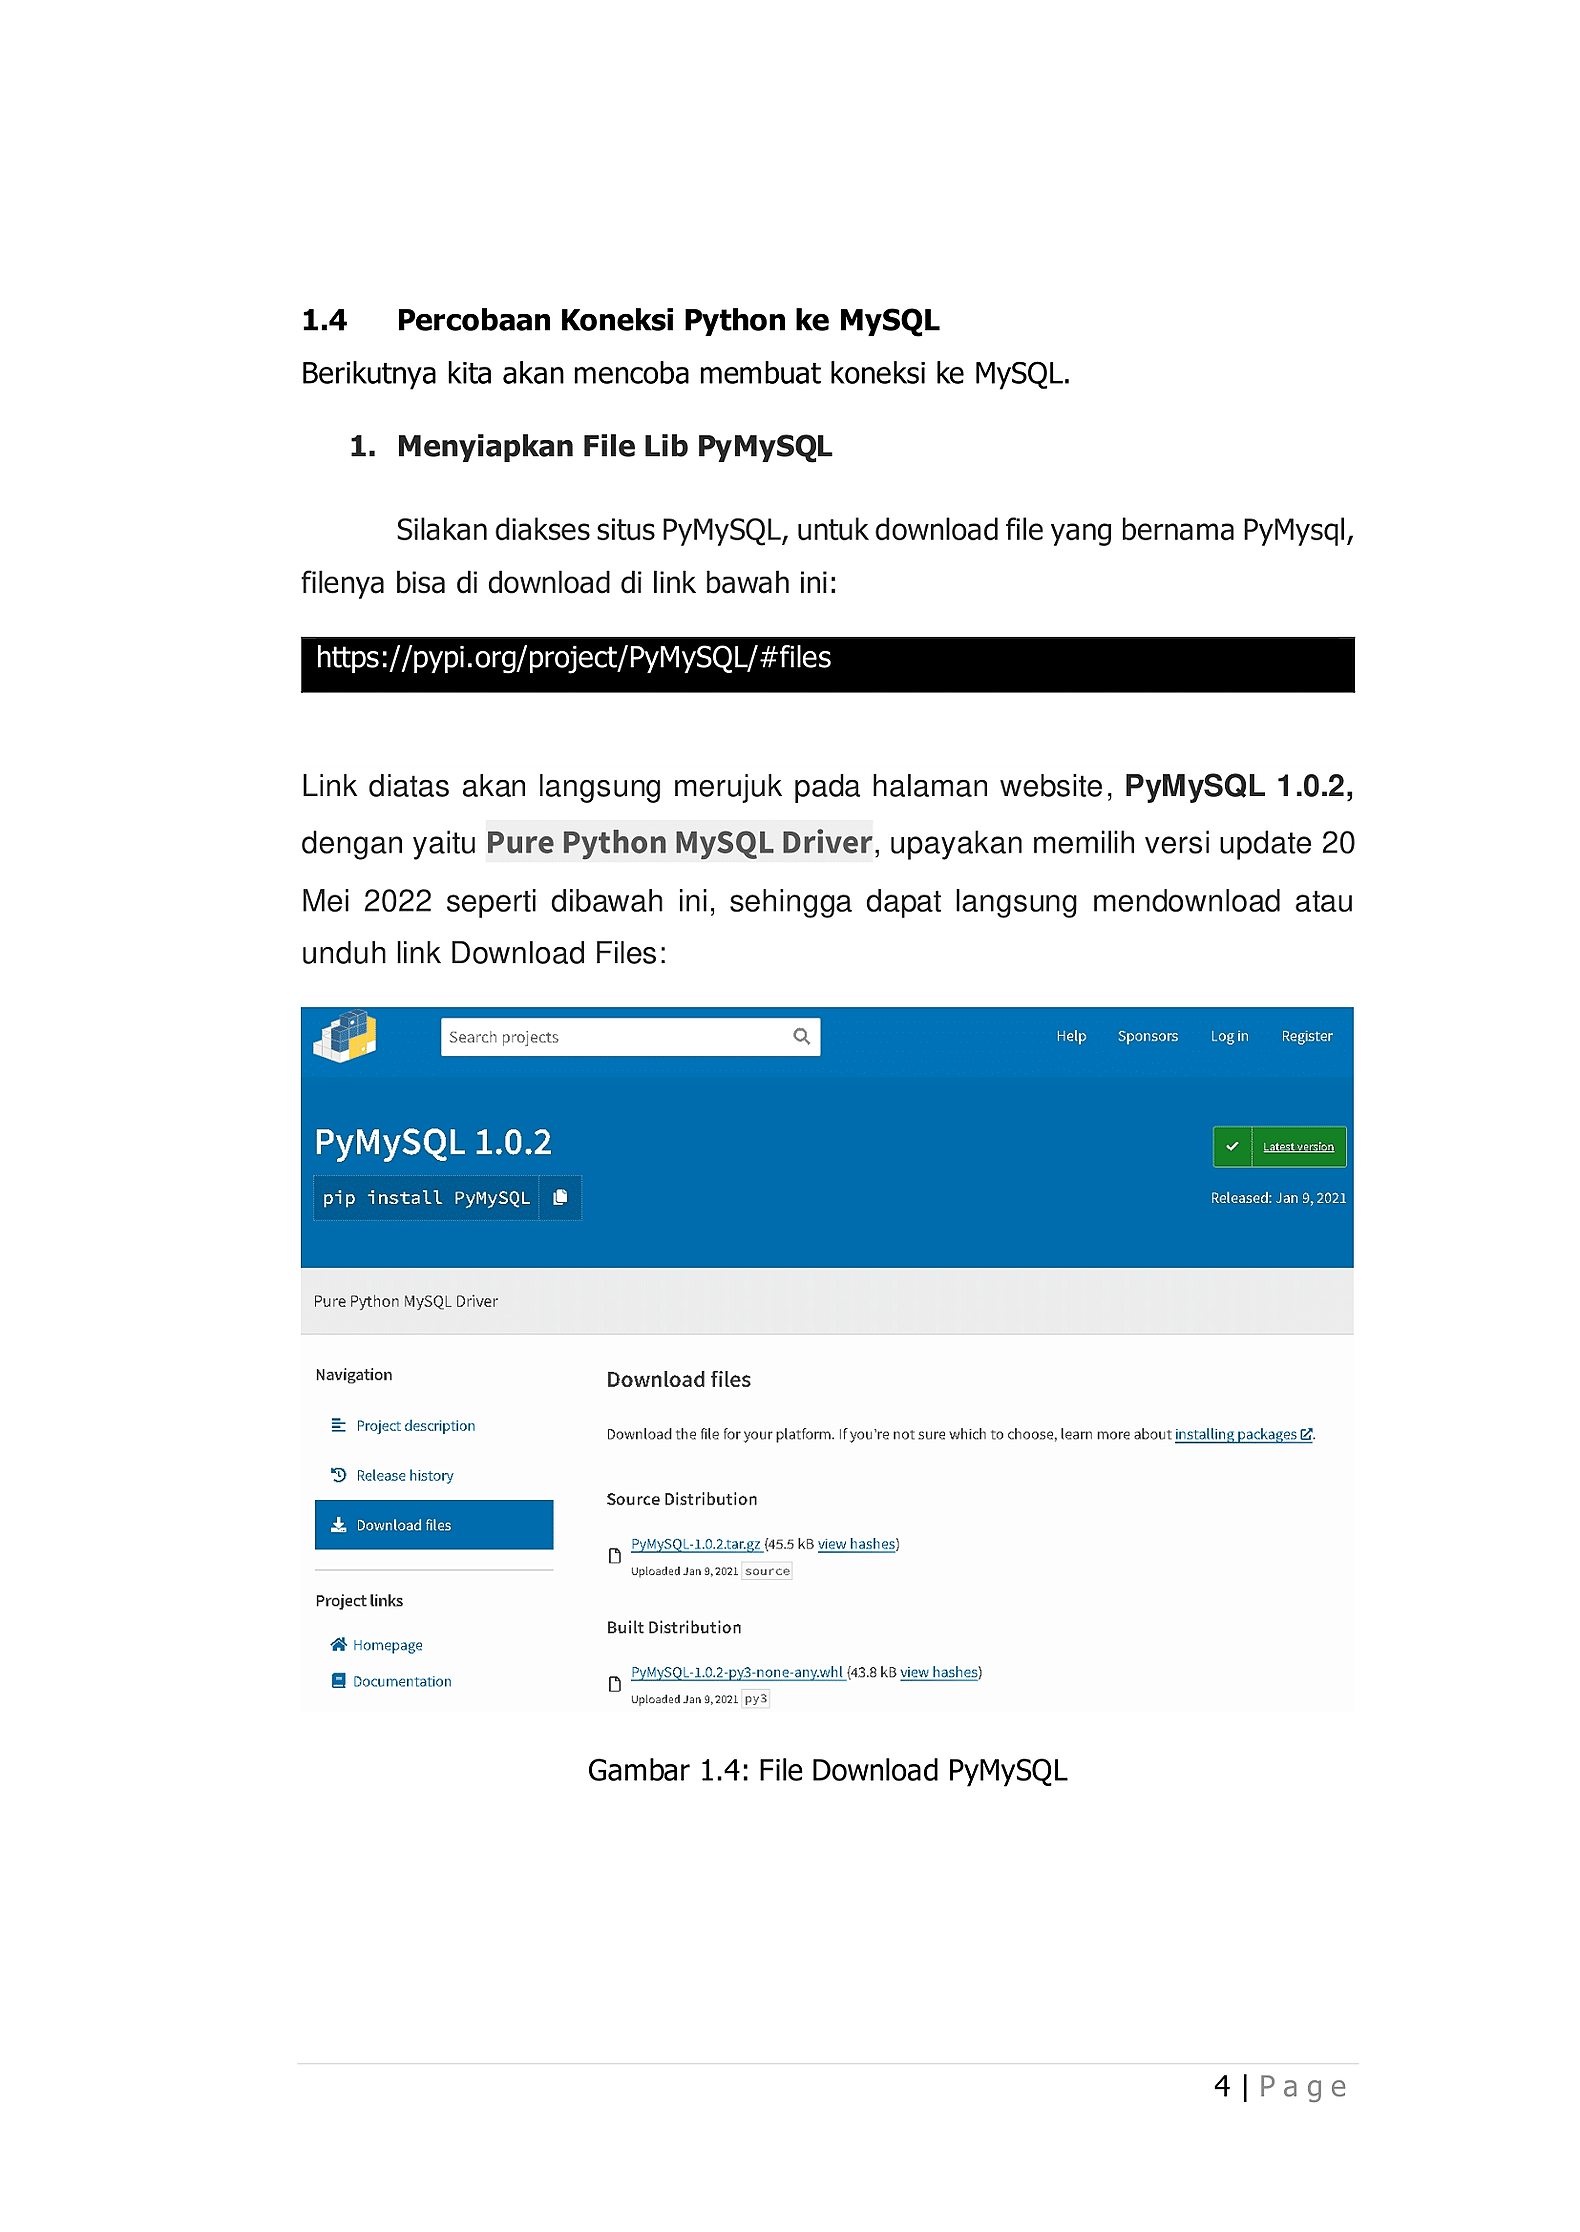 1.4 Percobaan Koneksi Python ke MySQL
Berikutnya kita akan mencoba membuat koneksi ke MySQL.
1. Menyiapkan File Lib PyMySQL
Silakan diakses situs PyMySQL, untuk download file yang bernama PyMysql,
filenya bisa di download di link bawah ini:
https://pypi.org/project/PyMySQL/#files
Link diatas akan langsung merujuk pada halaman website, PyMySQL 1.0.2,
dengan yaitu Pure Python MySQL Driver, upayakan memilih versi update 20
Mei 2022 seperti dibawah ini, sehingga dapat langsung mendownload atau
unduh link Download Files:
Search projects
Help Sponsors Log in Register
PyMySQL 1.0.2
Latest version
pip install PyMySQL
Released: Jan 9, 2021
Pure Python MySQL Driver
Navigation
Project description
Release history
Download files
Project links
Homepage
Documentation
Download files
Download the file for your platform. If you're not sure which to choose, learn more about installing packages.
Source Distribution
PyMySQL-1.0.2.tar.gz (45.5 kB view hashes)
Uploaded Jan 9, 2021 source
Built Distribution
PyMySQL-1.0.2-py3-none-any.whl (43.8 kB view hashes)
Uploaded Jan 9, 2021 py3
Gambar 1.4: File Download PyMySQL
4 | Page